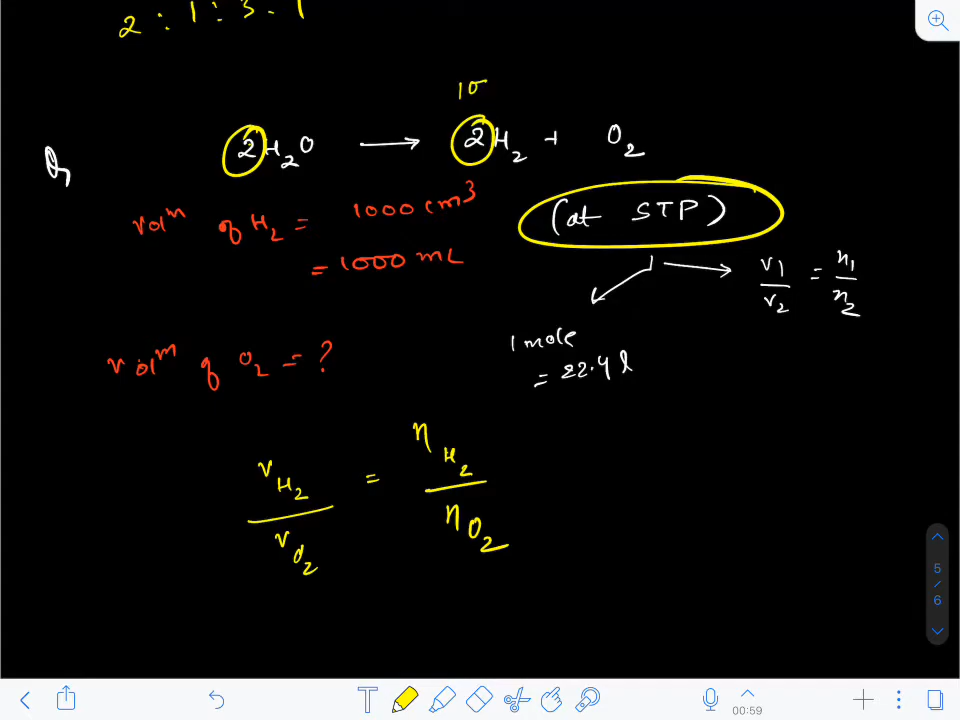 2 : 1 : 3 : 1
10
2H₂O → 2H₂ + O₂
Q,
volᵐ of H₂ = 1000 cm³
= 1000 mL
(at STP)
v1/v2 = n1/n2
1 mole
= 22.4 l
volᵐ of O₂ = ?
vH₂/vO₂ = nH₂/nO₂
5
/
6
T
00:59